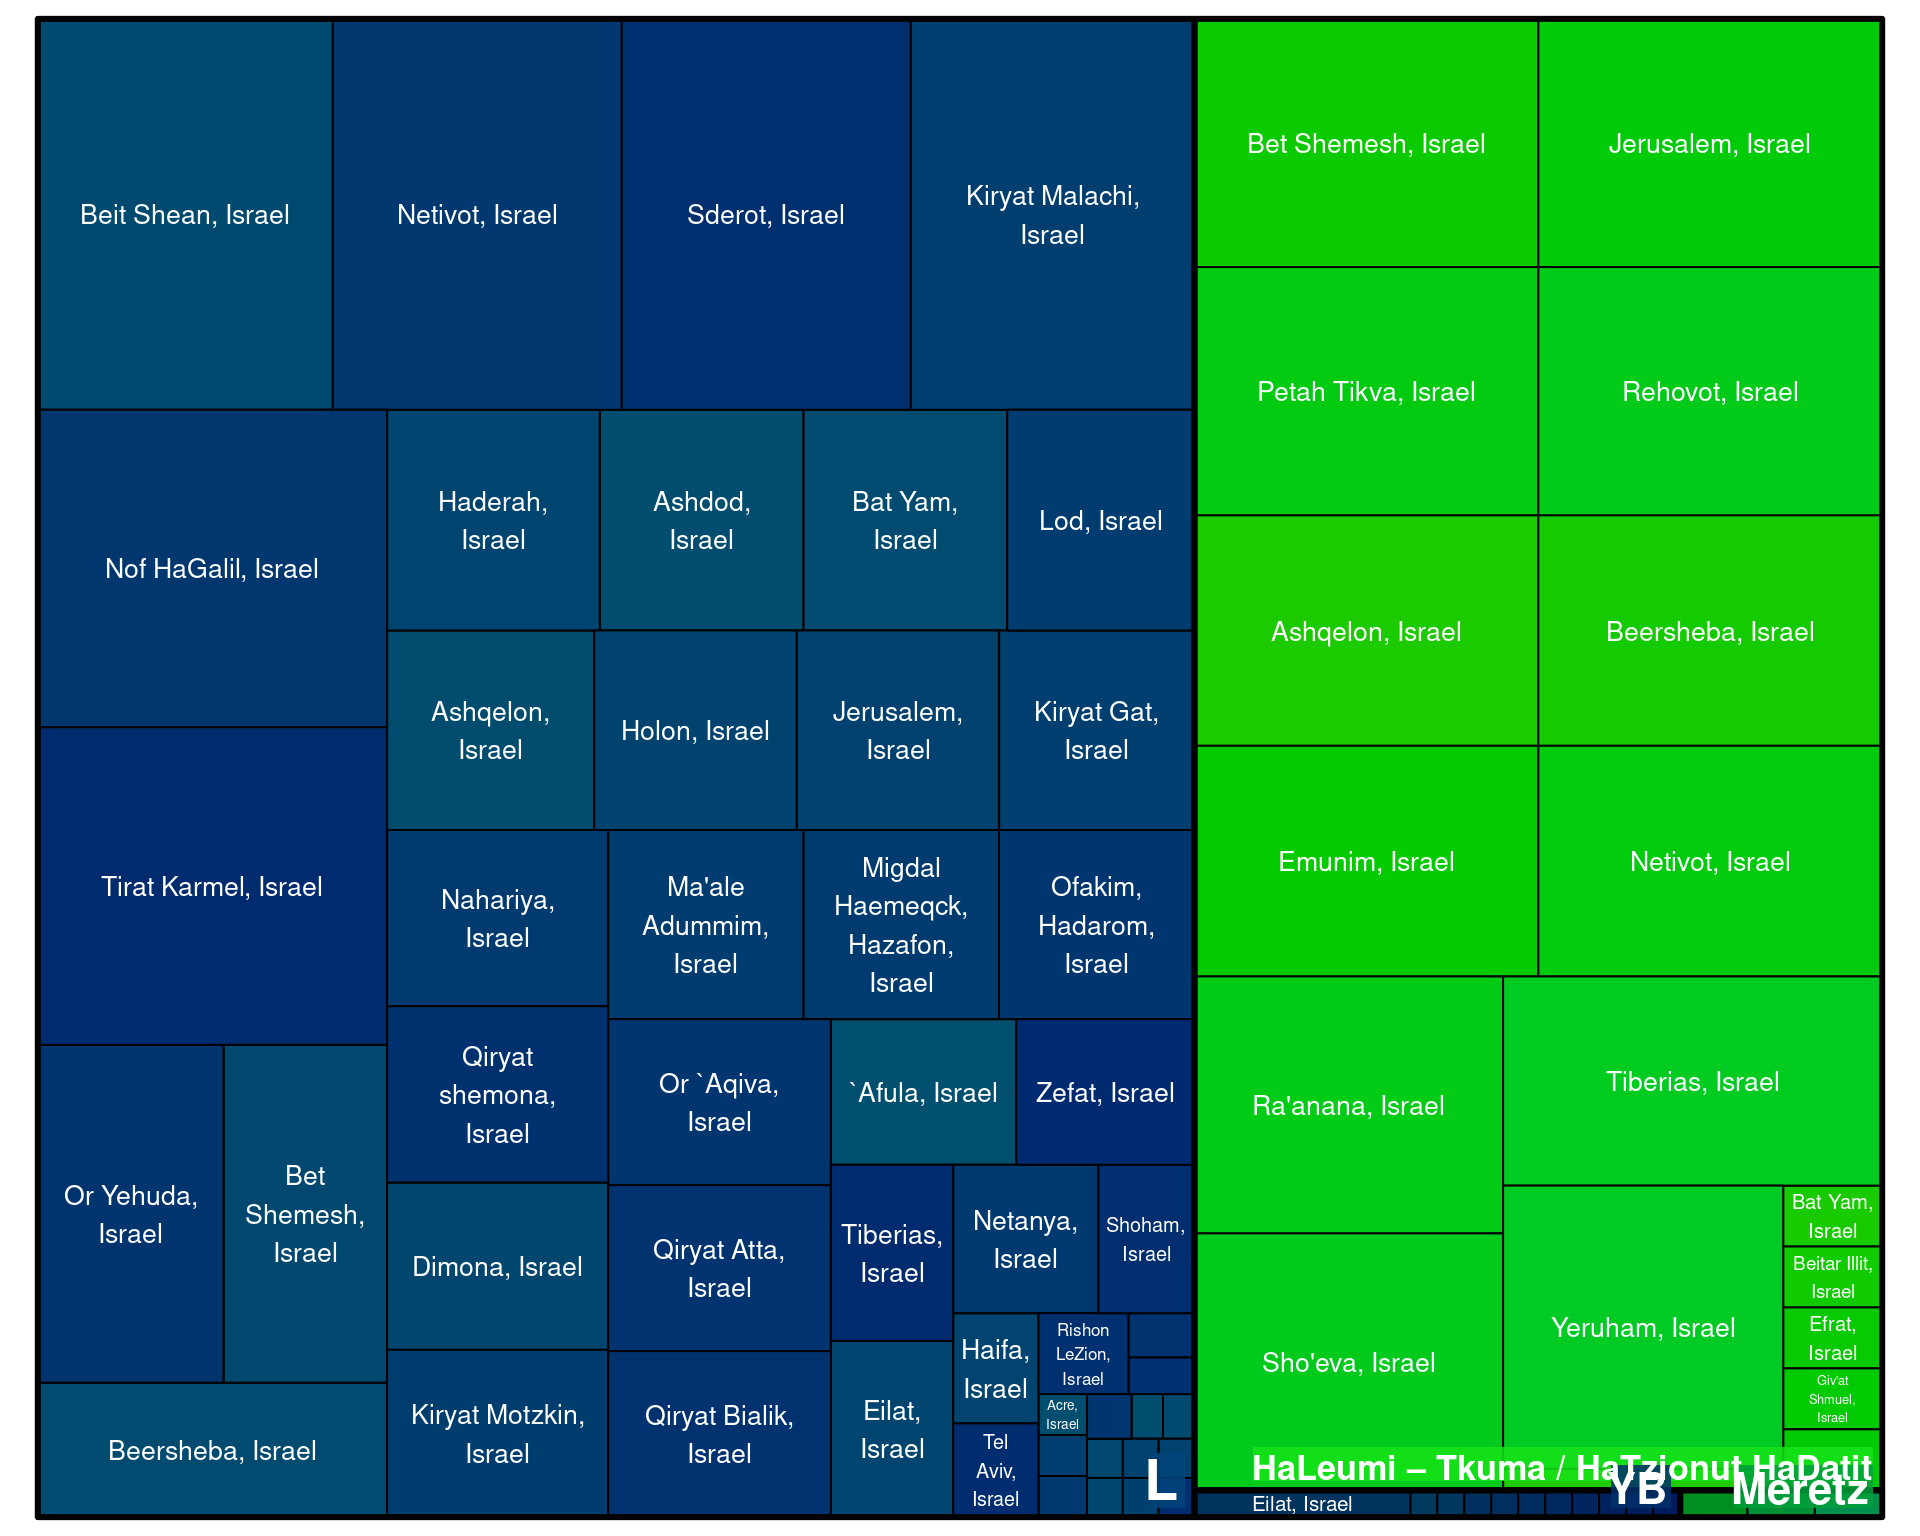 Beit Shean, Israel
Netivot, Israel
Sderot, Israel
Kiryat Malachi,
Israel
Nof HaGalil, Israel
Haderah,
Israel
Ashdod,
Israel
Bat Yam,
Israel
Lod, Israel
Ashqelon,
Israel
Holon, Israel
Jerusalem,
Israel
Kiryat Gat,
Israel
Tirat Karmel, Israel
Nahariya,
Israel
Ma'ale
Adummim,
Israel
Migdal
Haemeqck,
Hazafon,
Israel
Ofakim,
Hadarom,
Israel
Qiryat
shemona,
Israel
Or `Aqiva,
Israel
`Afula, Israel
Zefat, Israel
Or Yehuda,
Israel
Bet
Shemesh,
Israel
Dimona, Israel
Qiryat Atta,
Israel
Tiberias,
Israel
Netanya,
Israel
Shoham,
Israel
Haifa,
Israel
Rishon
LeZion,
Israel
Acre,
Israel
Beersheba, Israel
Kiryat Motzkin,
Israel
Qiryat Bialik,
Israel
Eilat,
Israel
Tel
Aviv,
Israel
L
Bet Shemesh, Israel
Jerusalem, Israel
Petah Tikva, Israel
Rehovot, Israel
Ashqelon, Israel
Beersheba, Israel
Emunim, Israel
Netivot, Israel
Ra'anana, Israel
Tiberias, Israel
Sho'eva, Israel
Yeruham, Israel
Bat Yam,
Israel
Beitar Illit,
Israel
Efrat,
Israel
Giv'at
Shmuel,
Israel
HaLeumi – Tkuma / HaTzionut HaDatit
Eilat, Israel
YB
Meretz